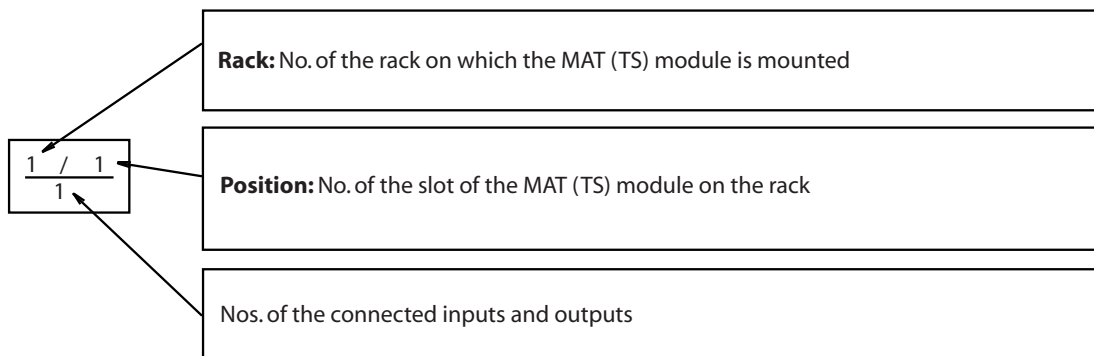 Rack: No. of the rack on which the MAT (TS) module is mounted
1 / 1
1
Position: No. of the slot of the MAT (TS) module on the rack
Nos. of the connected inputs and outputs